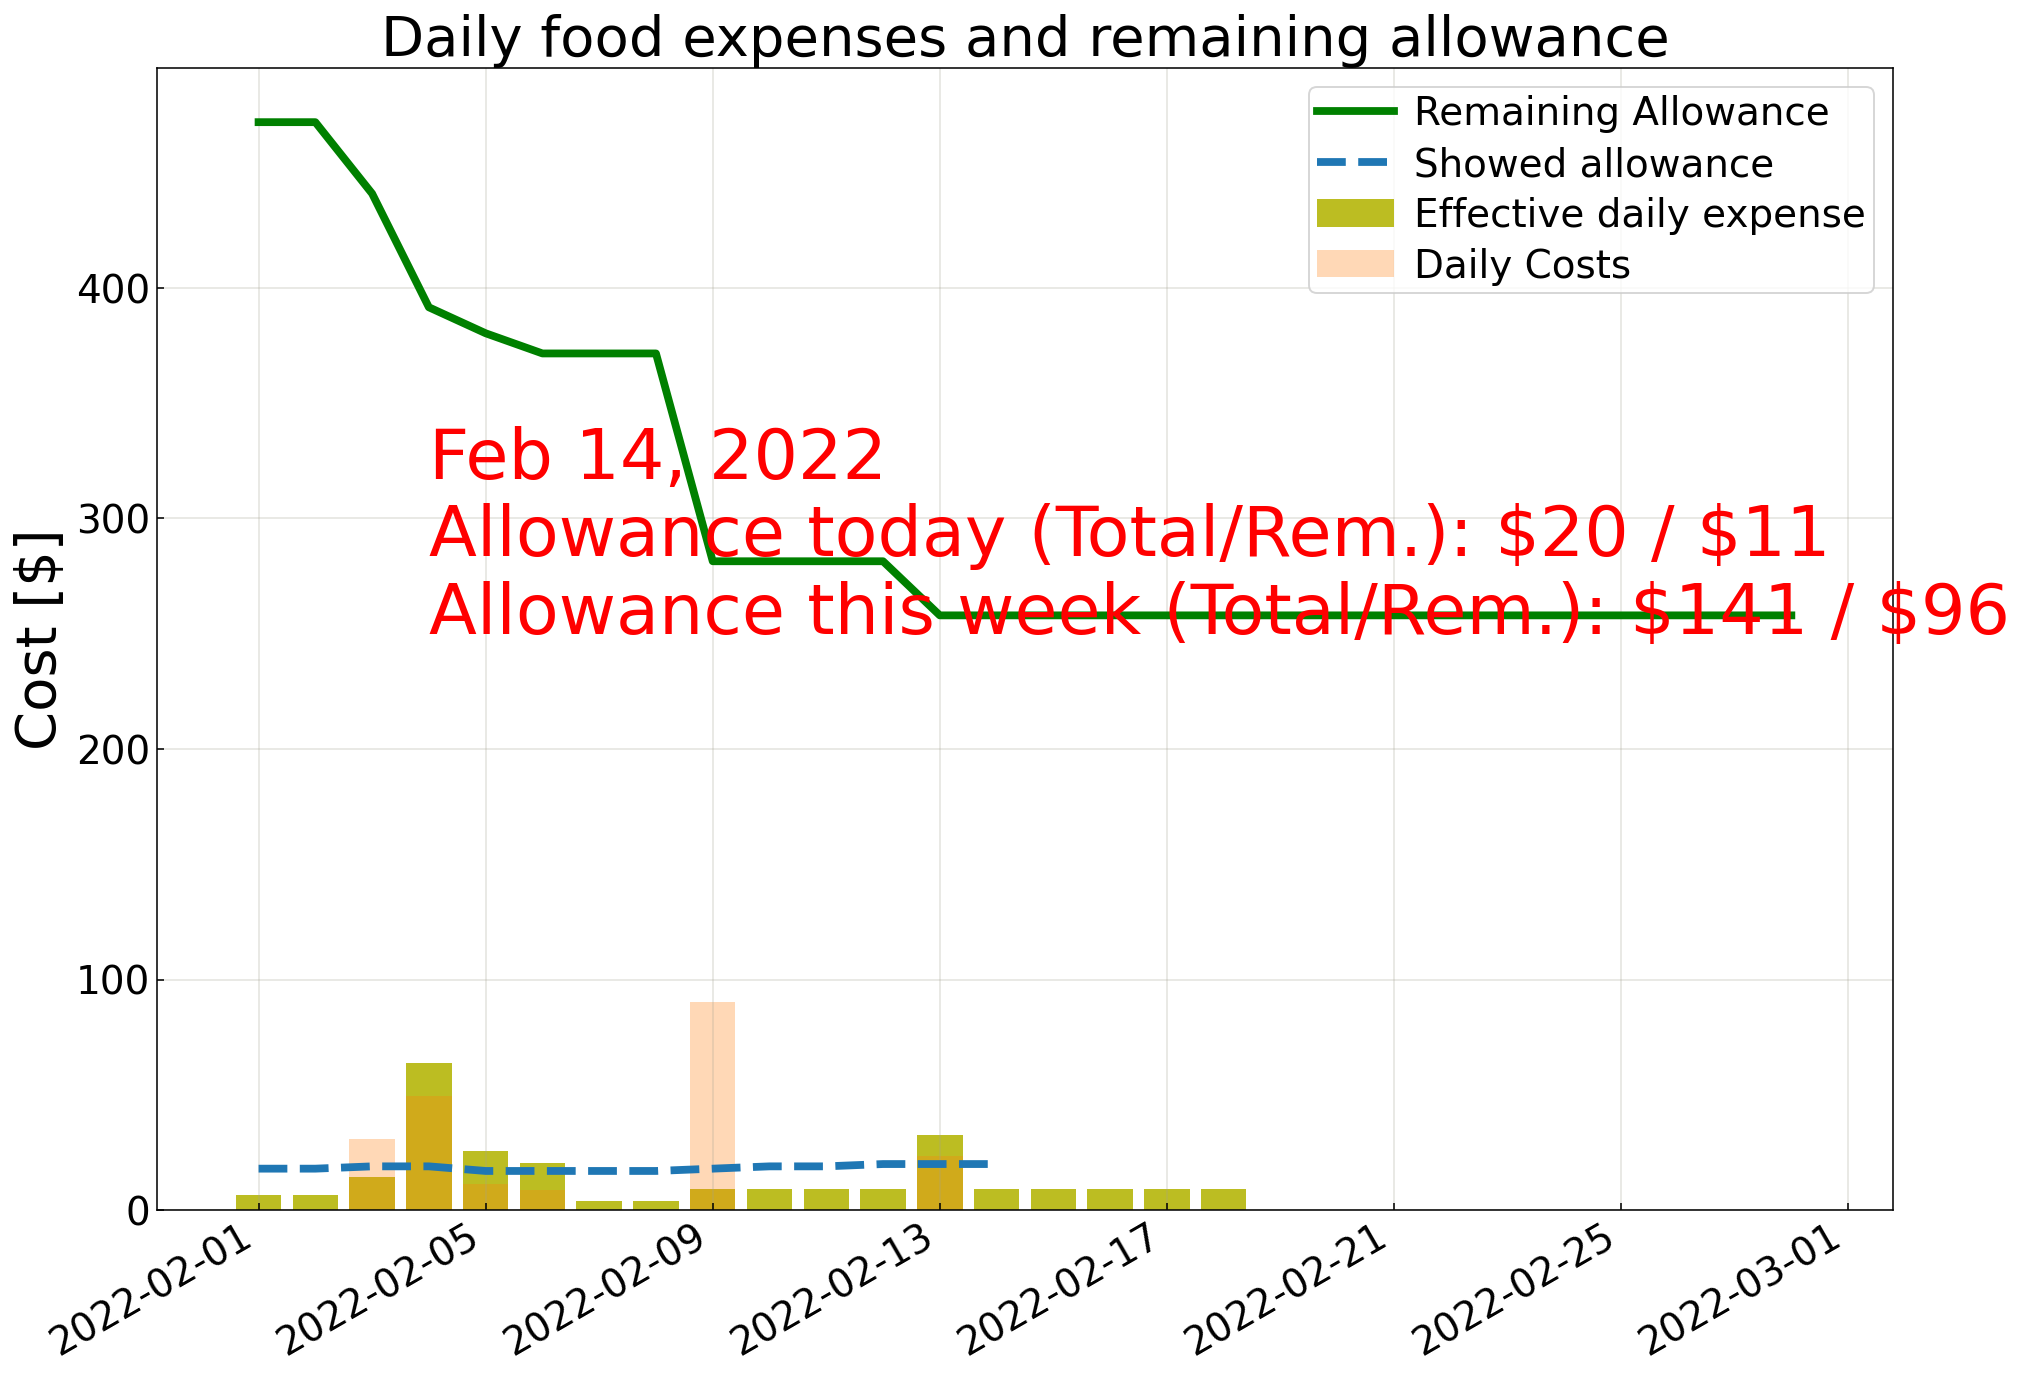 Daily food expenses and remaining allowance
Remaining Allowance
Showed allowance
Effective daily expense
Daily Costs
Cost [$]
400
300
200
100
0
Feb 14, 2022
Allowance today (Total/Rem.): $20 / $11
Allowance this week (Total/Rem.): $141 / $96
2022-02-01
2022-02-05
2022-02-09
2022-02-13
2022-02-17
2022-02-21
2022-02-25
2022-03-01